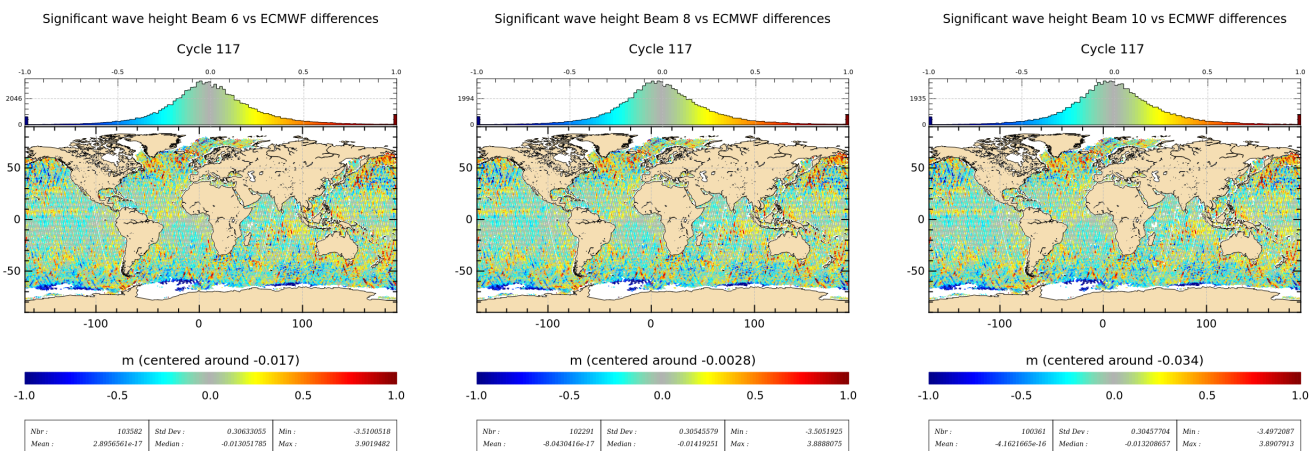 Significant wave height Beam 6 vs ECMWF differences
Cycle 117
-1.0 -0.5 0.0 0.5 1.0
2046
0
50
0
-50
-100 0 100
m (centered around -0.017)
-1.0 -0.5 0.0 0.5 1.0
Nbr : 103582 Std Dev : 0.30633055 Min : -3.5100518
Mean : 2.8956561e-17 Median : -0.013051785 Max : 3.9019482
Significant wave height Beam 8 vs ECMWF differences
Cycle 117
-1.0 -0.5 0.0 0.5 1.0
1994
0
50
0
-50
-100 0 100
m (centered around -0.0028)
-1.0 -0.5 0.0 0.5 1.0
Nbr : 102291 Std Dev : 0.30545579 Min : -3.5051925
Mean : -8.0430416e-17 Median : -0.01419251 Max : 3.8888075
Significant wave height Beam 10 vs ECMWF differences
Cycle 117
-1.0 -0.5 0.0 0.5 1.0
1935
0
50
0
-50
-100 0 100
m (centered around -0.034)
-1.0 -0.5 0.0 0.5 1.0
Nbr : 100361 Std Dev : 0.30457704 Min : -3.4972087
Mean : -4.1621665e-16 Median : -0.013208657 Max : 3.8907913